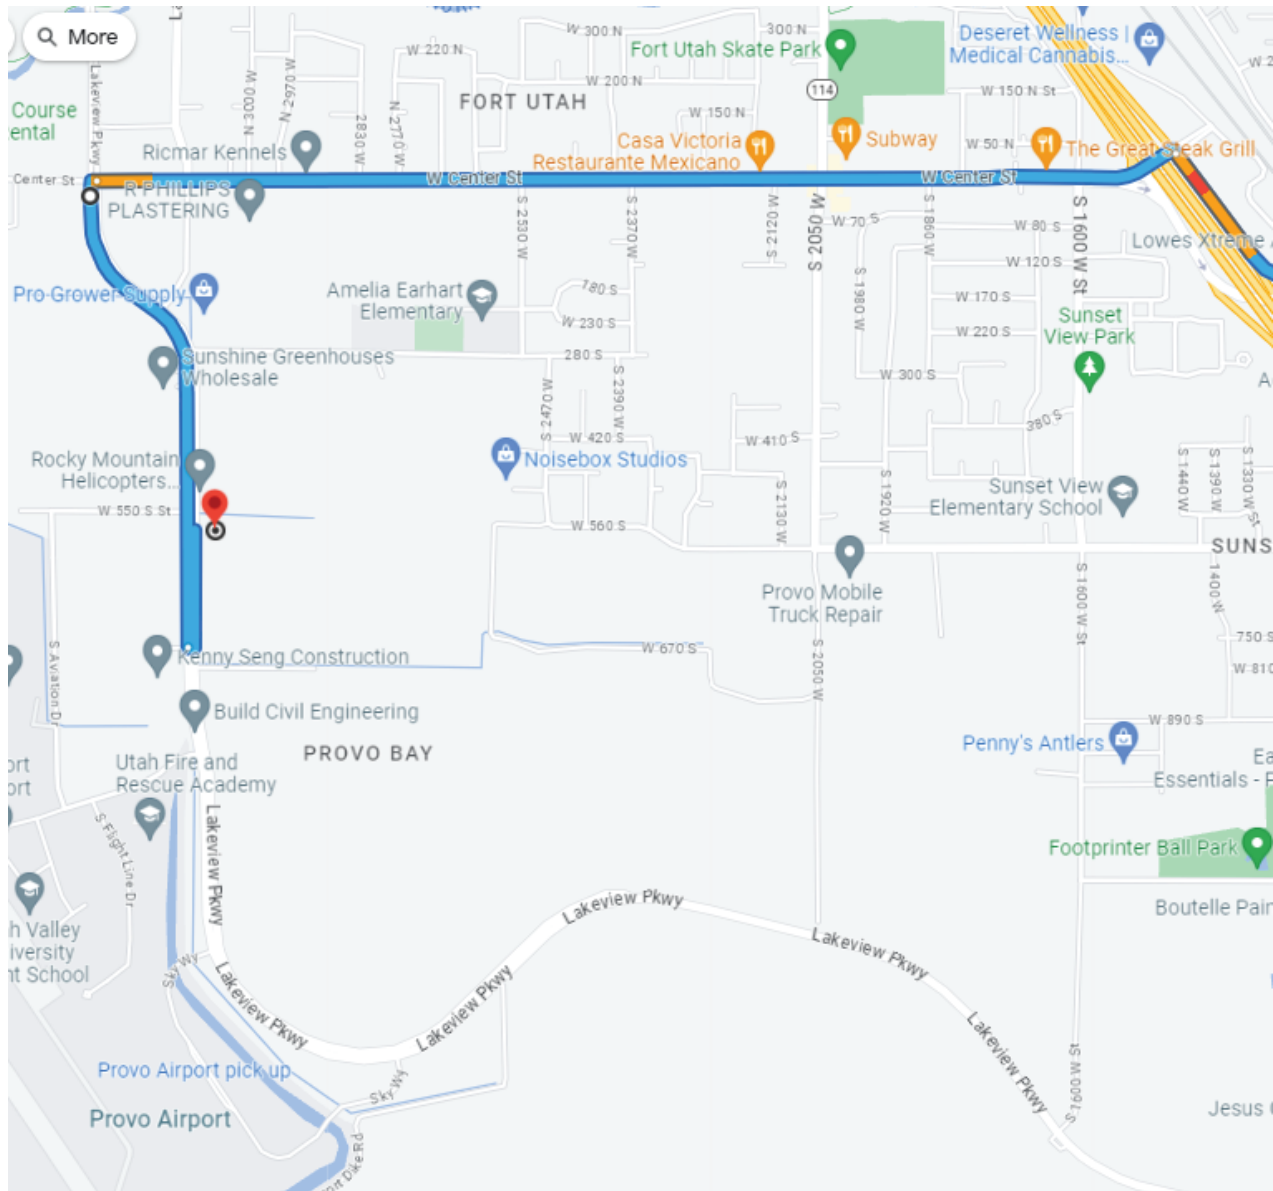 More
W 300 N
300 N
Deseret Wellness |
Medical Cannabis...
W 220 N
Fort Utah Skate Park
W 200 N
W 150 N St
Lakeview Pkwy
N 3000 W
N 2970 W
FORT UTAH
114
Course
ental
2830 W
N 2770 W
W 150 N
Casa Victoria
Restaurante Mexicano
Subway
W 50 N
The Great Steak Grill
Ricmar Kennels
Center St
R PHILLIPS
PLASTERING
W Center St
W Center St
S 2530 W
S 2370 W
S 2120 W
S 2050 W
W 70 S
S 1860 W
W 80 S
S 1600 W St
Lowes Xtreme
W 120 S
Pro Grower Supply
Amelia Earhart
Elementary
180 S
W 230 S
S 1980 W
W 170 S
W 220 S
Sunset
View Park
Sunshine Greenhouses
Wholesale
280 S
S 2390 W
S 2470 W
W 300 S
380 S
W 420 S
W 410 S
Rocky Mountain
Helicopters...
Noisebox Studios
S 2130 W
S 1920 W
Sunset View
Elementary School
S 1440 W
S 1390 W
S 1330 W St
W 550 S St
W 560 S
SUNS
Provo Mobile
Truck Repair
S 1600 W St
1400 W
Kenny Seng Construction
W 670 S
S 2050 W
750 S
W 810
S Aviation Dr
Build Civil Engineering
W 890 S
PROVO BAY
Penny's Antlers
Utah Fire and
Rescue Academy
ort
ort
Ea
Essentials - F
S Flight Line Dr
Lakeview Pkwy
Footprinter Ball Park
h Valley
iversity
nt School
Lakeview Pkwy
Boutelle Pain
Lakeview Pkwy
Sky Wy
Lakeview Pkwy
Lakeview Pkwy
Lakeview Pkwy
Provo Airport pick up
Sky Wy
S 1600 W St
Provo Airport
Jesus
Dike Rd